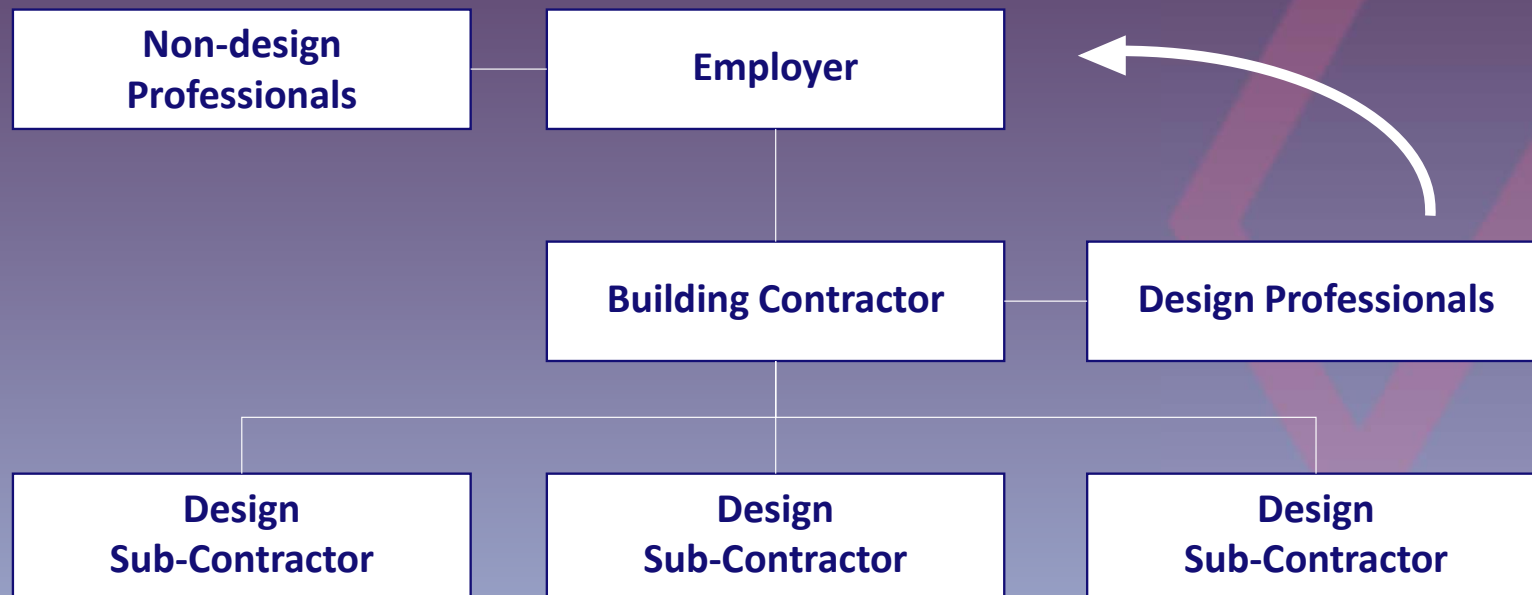 Non-design
Professionals
Employer
Building Contractor
Design Professionals
Design
Sub-Contractor
Design
Sub-Contractor
Design
Sub-Contractor